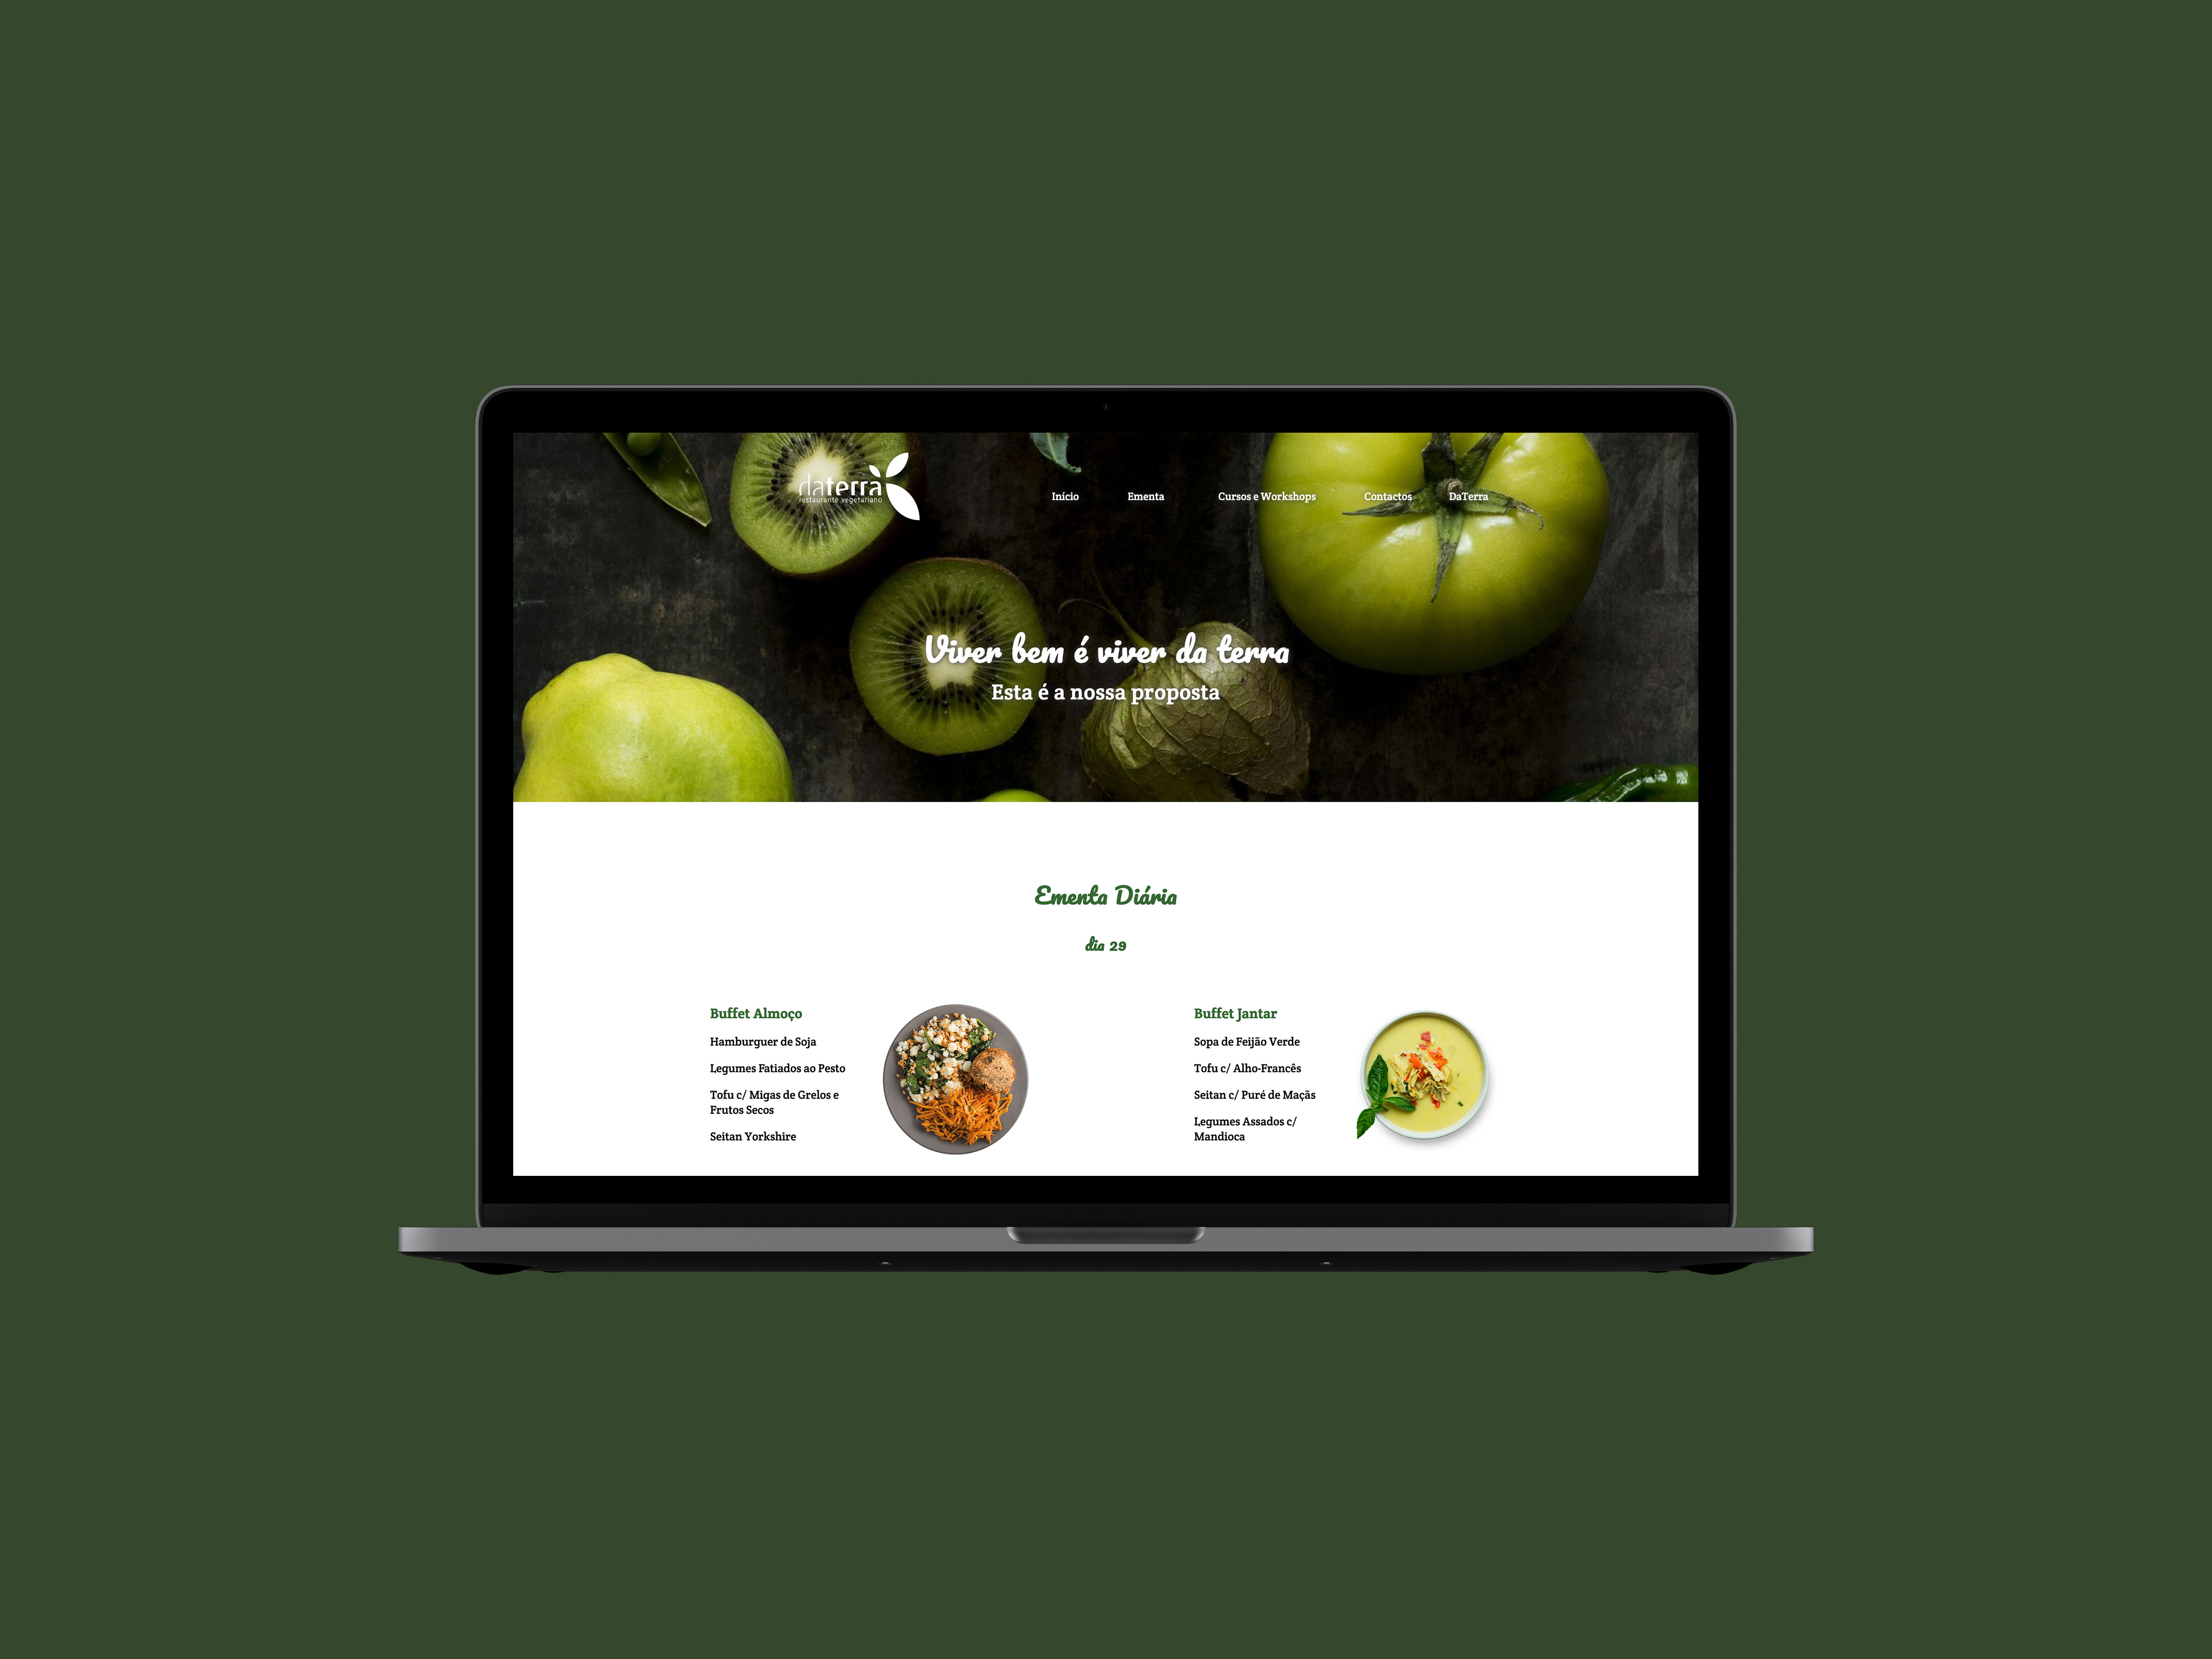 daterra
restaurante vegetariano
Início Ementa Cursos e Workshops Contactos DaTerra
Viver bem é viver da terra
Esta é a nossa proposta
Ementa Diária
dia 29
Buffet Almoço
Hamburguer de Soja
Legumes Fatiados ao Pesto
Tofu c/ Migas de Grelos e
Frutos Secos
Seitan Yorkshire
Buffet Jantar
Sopa de Feijão Verde
Tofu c/ Alho-Francês
Seitan c/ Puré de Maçãs
Legumes Assados c/
Mandioca